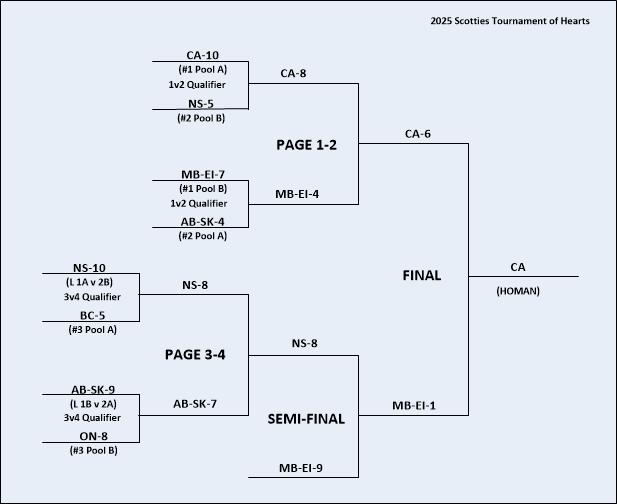 2025 Scotties Tournament of Hearts
CA-10
(#1 Pool A)
1v2 Qualifier
NS-5
(#2 Pool B)
CA-8
PAGE 1-2
CA-6
MB-EI-7
(#1 Pool B)
1v2 Qualifier
AB-SK-4
(#2 Pool A)
MB-EI-4
FINAL
CA
(HOMAN)
NS-10
(L 1A v 2B)
3v4 Qualifier
BC-5
(#3 Pool A)
NS-8
PAGE 3-4
NS-8
AB-SK-9
(L 1B v 2A)
3v4 Qualifier
ON-8
(#3 Pool B)
AB-SK-7
SEMI-FINAL
MB-EI-1
MB-EI-9